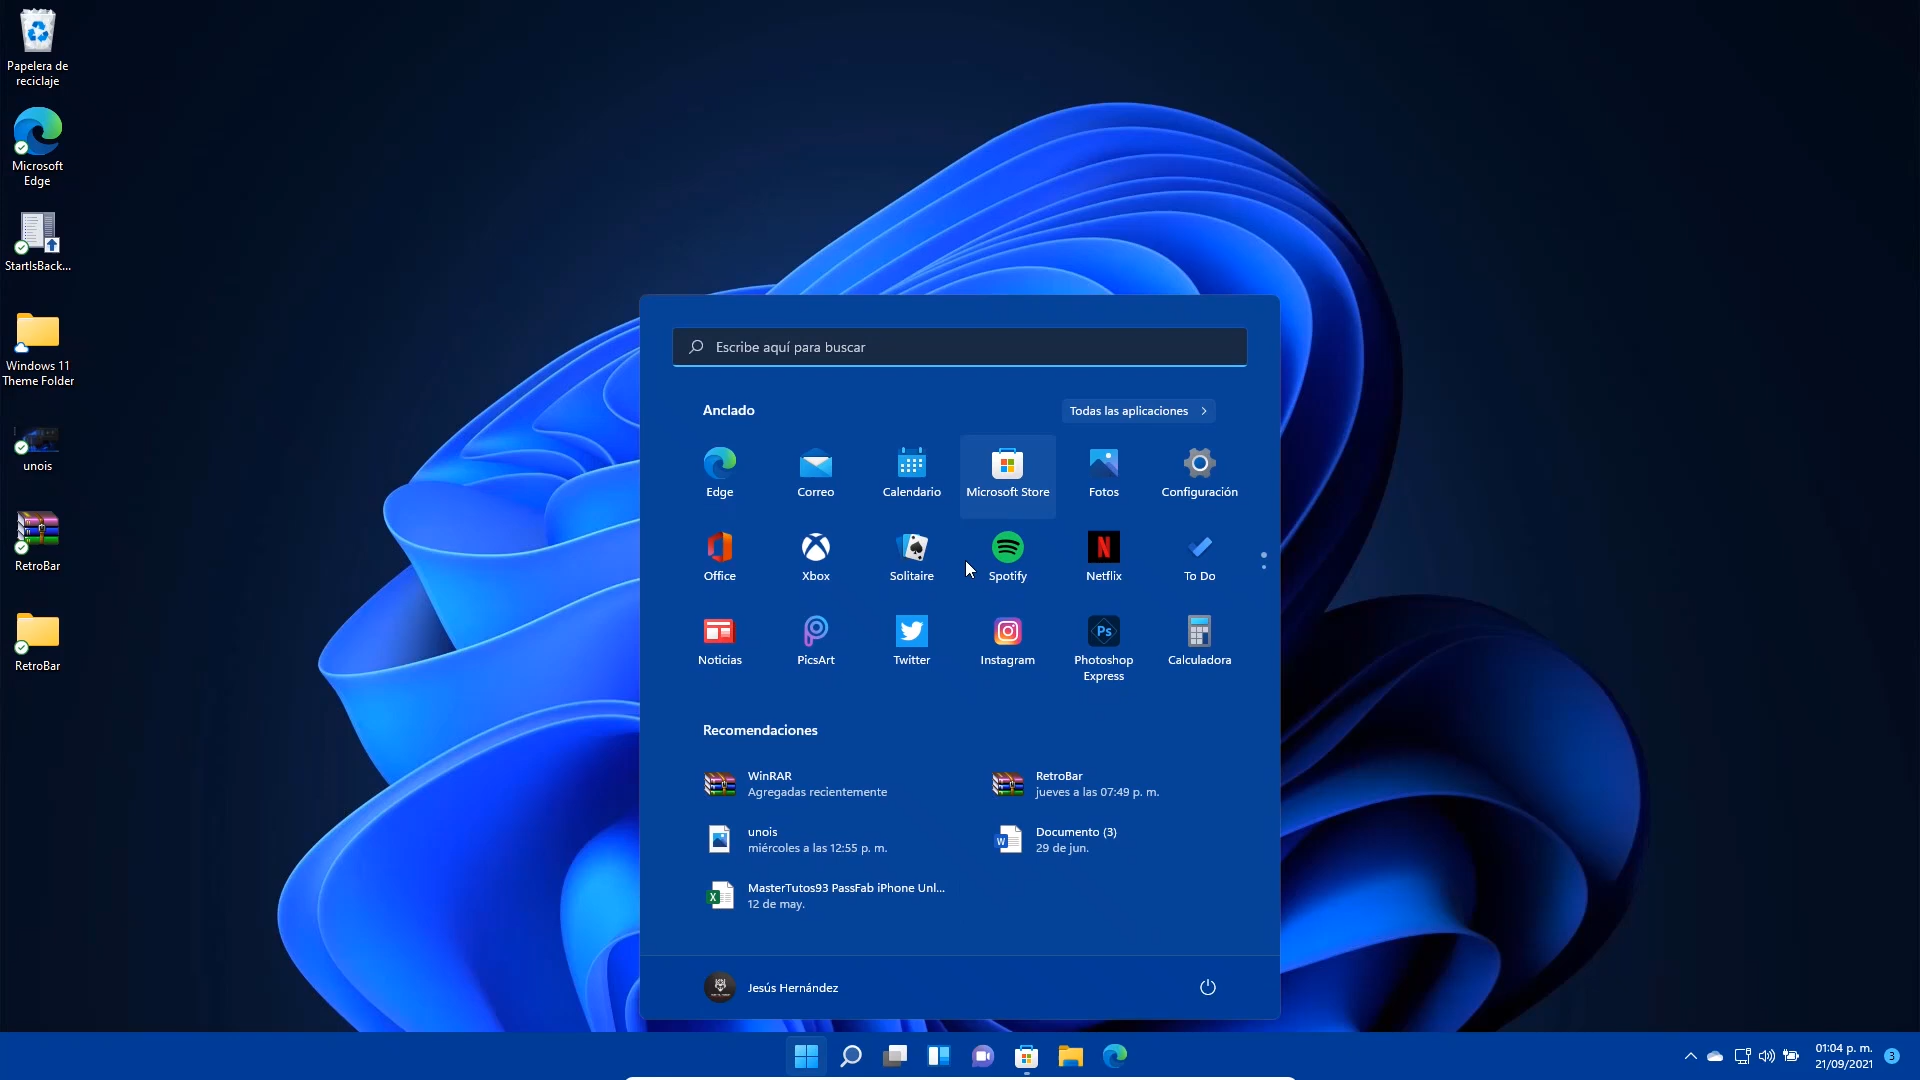 Papelera de
reciclaje
Microsoft
Edge
StartIsBack...
Windows 11
Theme Folder
unois
RetroBar
RetroBar
Escribe aquí para buscar
Anclado
Todas las aplicaciones
Edge
Correo
Calendario
Microsoft Store
Fotos
Configuración
Office
Xbox
Solitaire
Spotify
Netflix
To Do
Noticias
PicsArt
Twitter
Instagram
Ps
Photoshop
Express
Calculadora
Recomendaciones
WinRAR
Agregadas recientemente
RetroBar
jueves a las 07:49 p. m.
unois
miércoles a las 12:55 p. m.
Documento (3)
29 de jun.
MasterTutos93 PassFab iPhone Unl...
12 de may.
Jesús Hernández
01:04 p. m.
21/09/2021
3